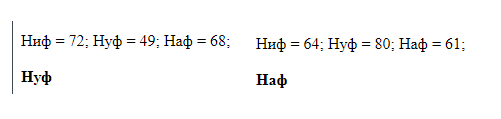 Ниф = 72; Нуф = 49; Наф = 68;
Нуф
Ниф = 64; Нуф = 80; Наф = 61;
Наф